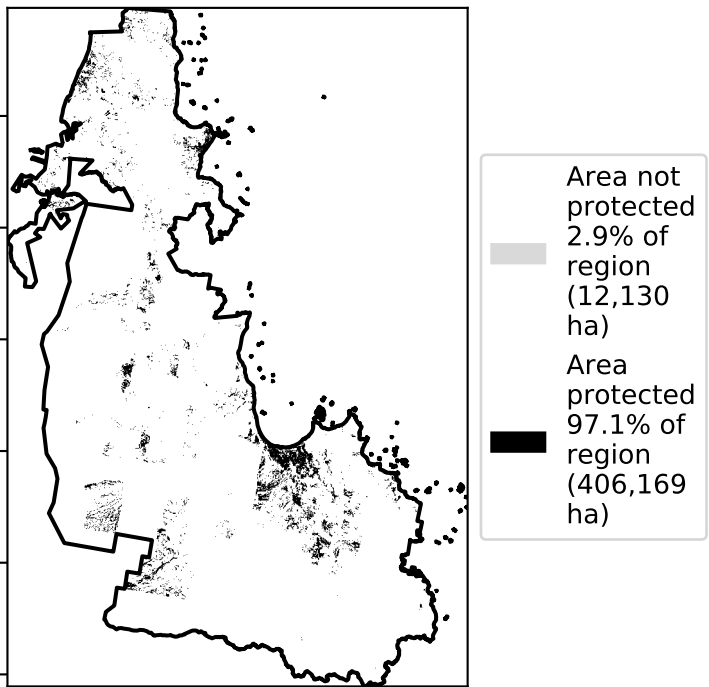 Area not
protected
2.9% of
region
(12,130
ha)
Area
protected
97.1% of
region
(406,169
ha)